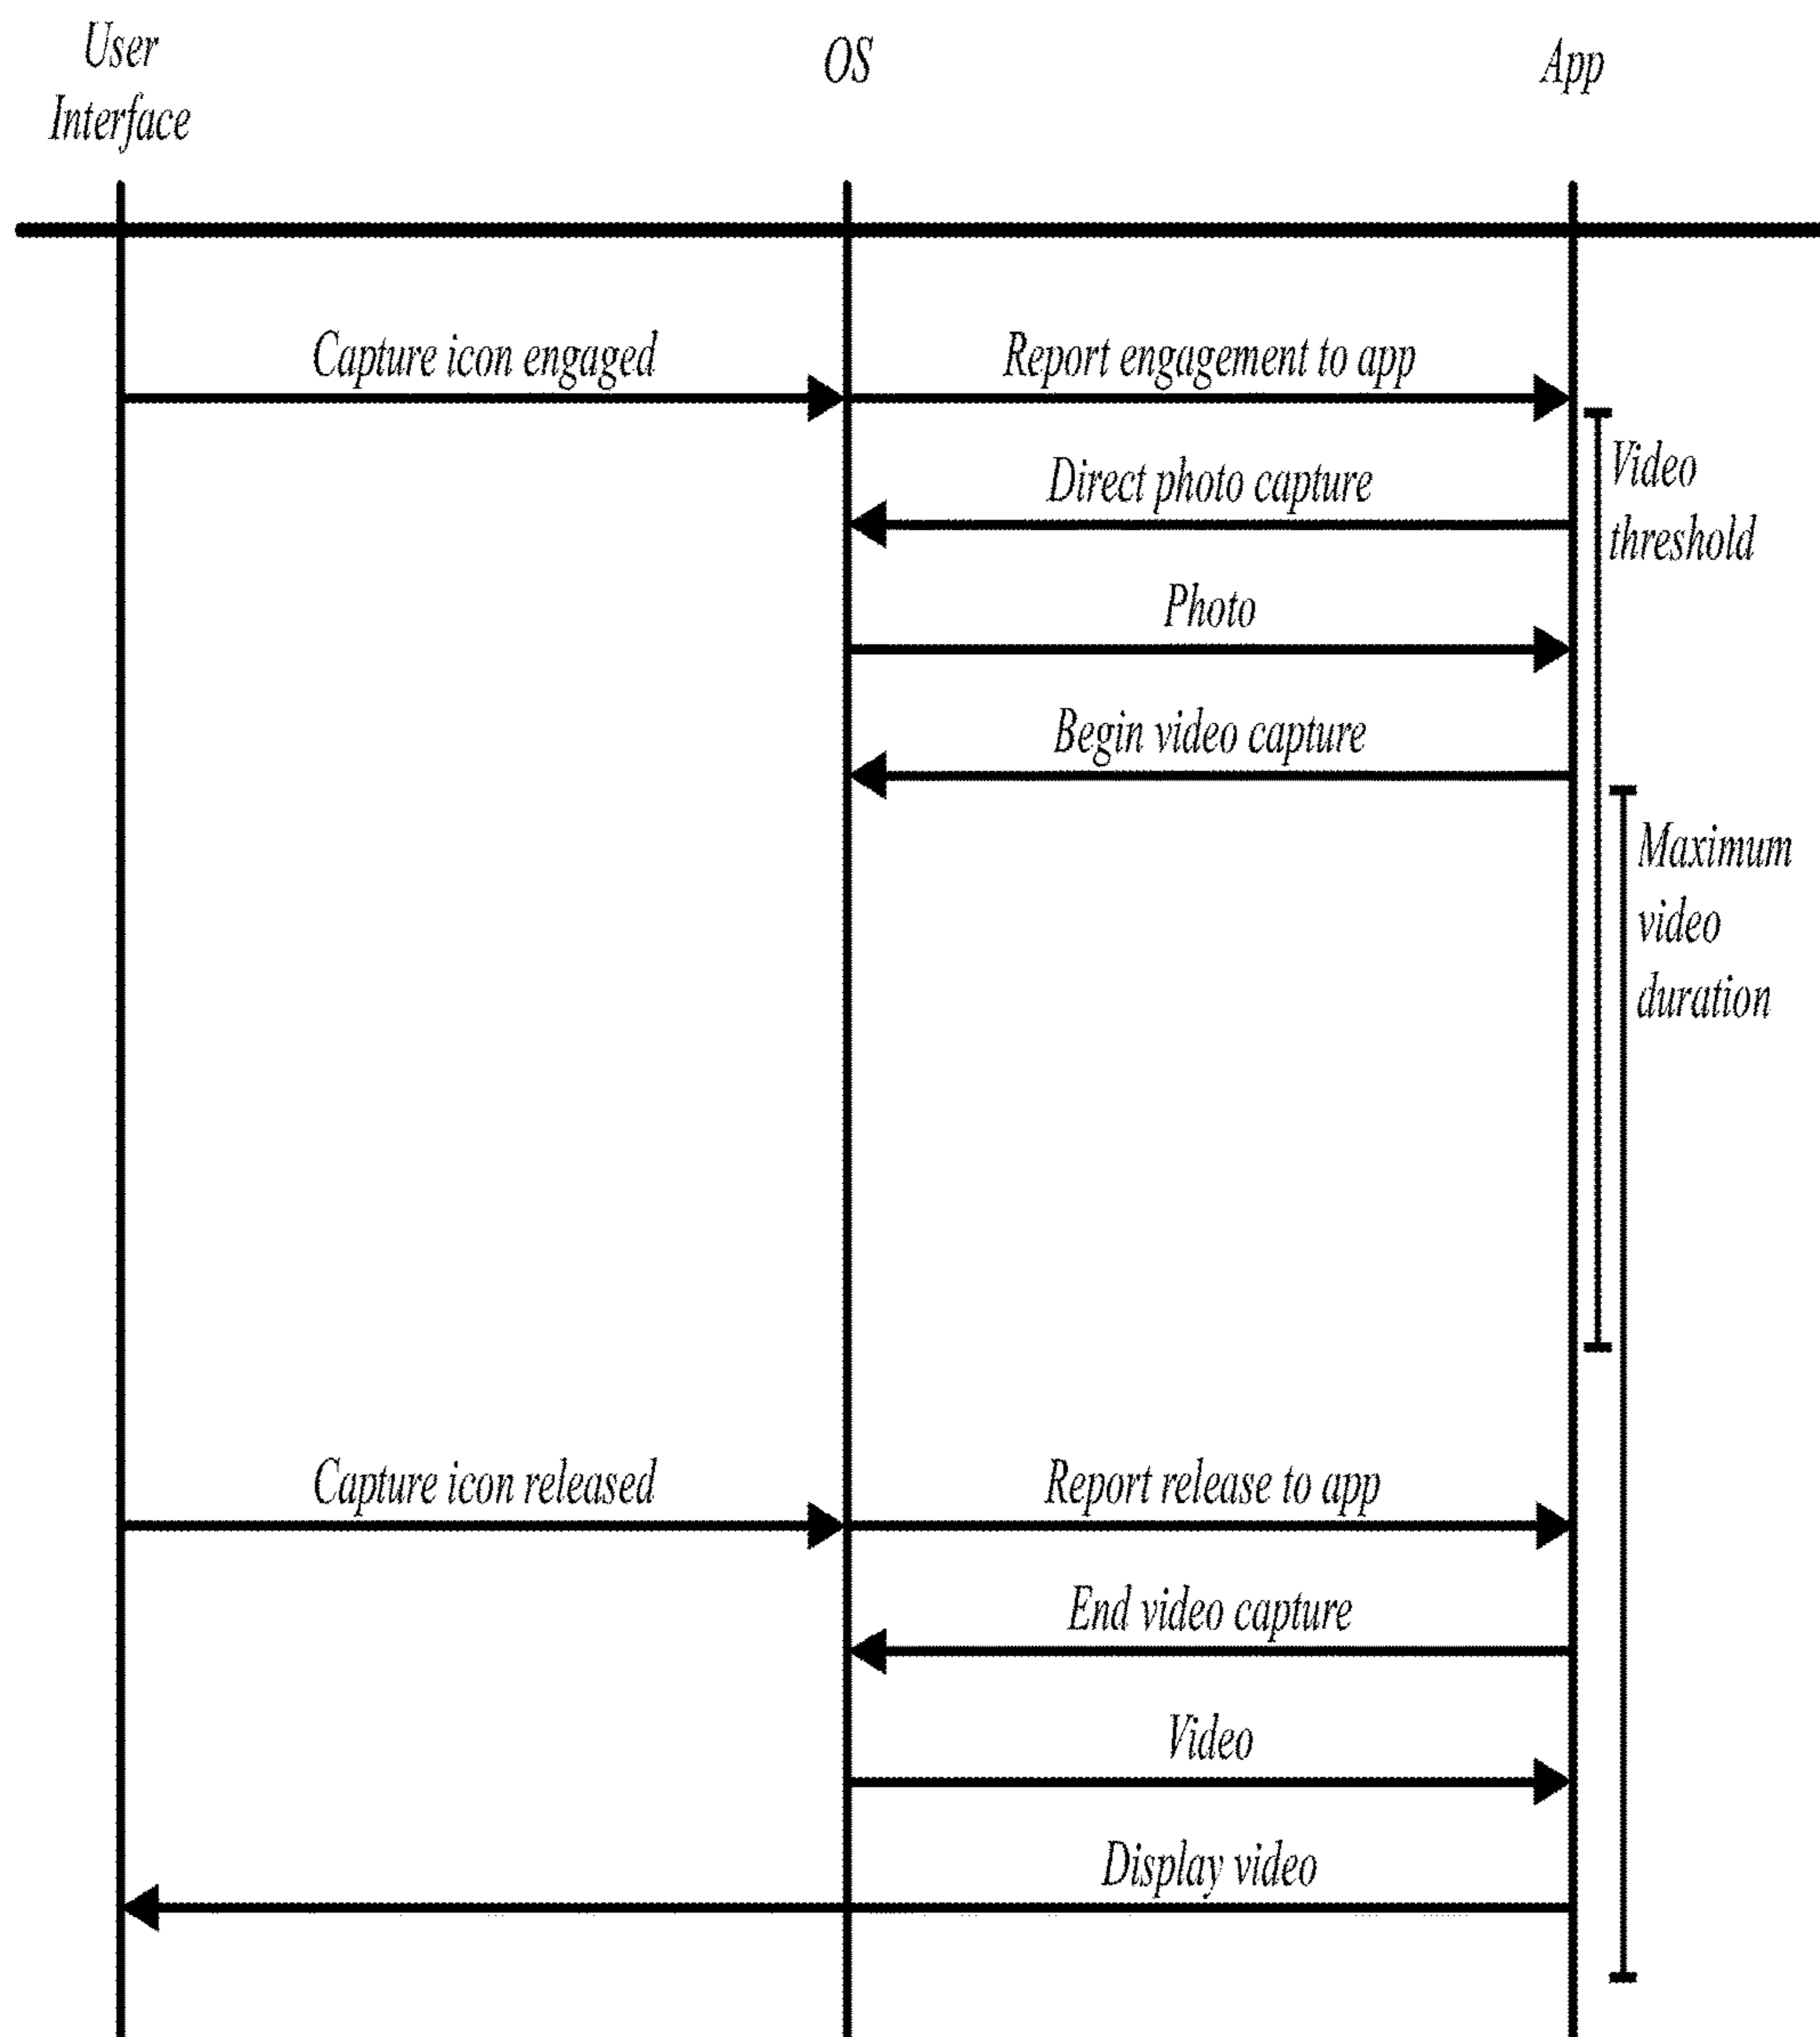 User
Interface
OS
App
Capture icon engaged
Report engagement to app
Direct photo capture
Video
threshold
Photo
Begin video capture
Maximum
video
duration
Capture icon released
Report release to app
End video capture
Video
Display video